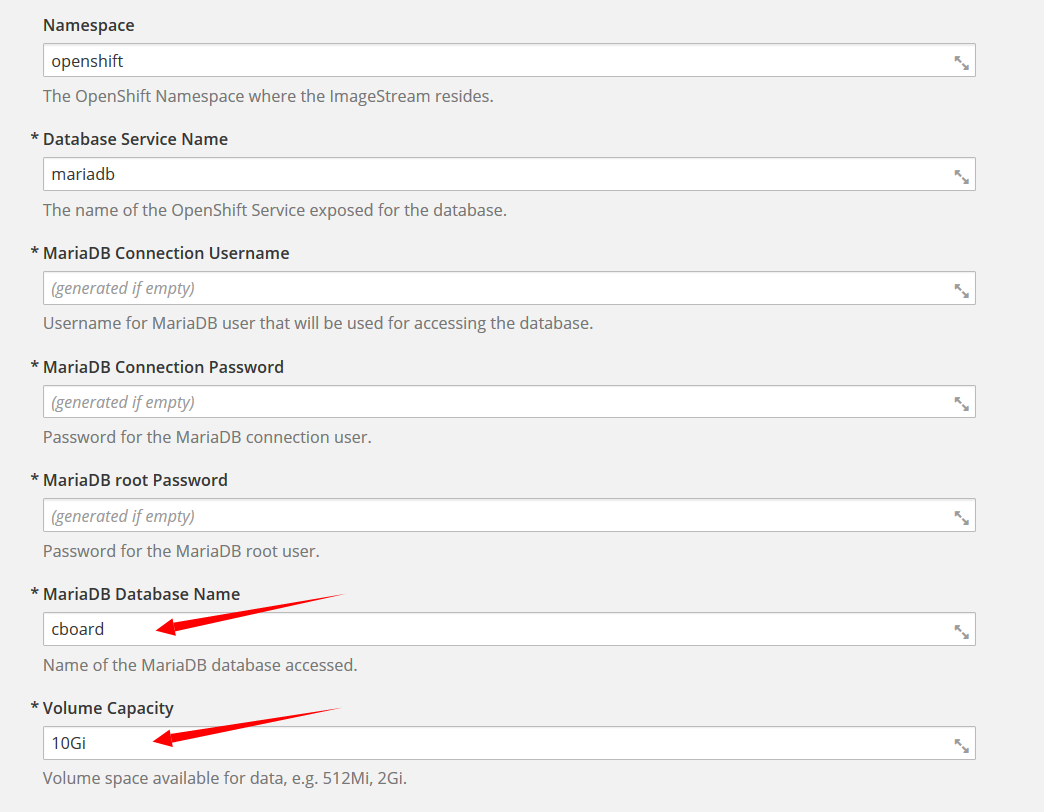 Namespace
openshift
The OpenShift Namespace where the ImageStream resides.
* Database Service Name
mariadb
The name of the OpenShift Service exposed for the database.
* MariaDB Connection Username
(generated if empty)
Username for MariaDB user that will be used for accessing the database.
* MariaDB Connection Password
(generated if empty)
Password for the MariaDB connection user.
* MariaDB root Password
(generated if empty)
Password for the MariaDB root user.
* MariaDB Database Name
cboard
Name of the MariaDB database accessed.
* Volume Capacity
10Gi
Volume space available for data, e.g. 512Mi, 2Gi.